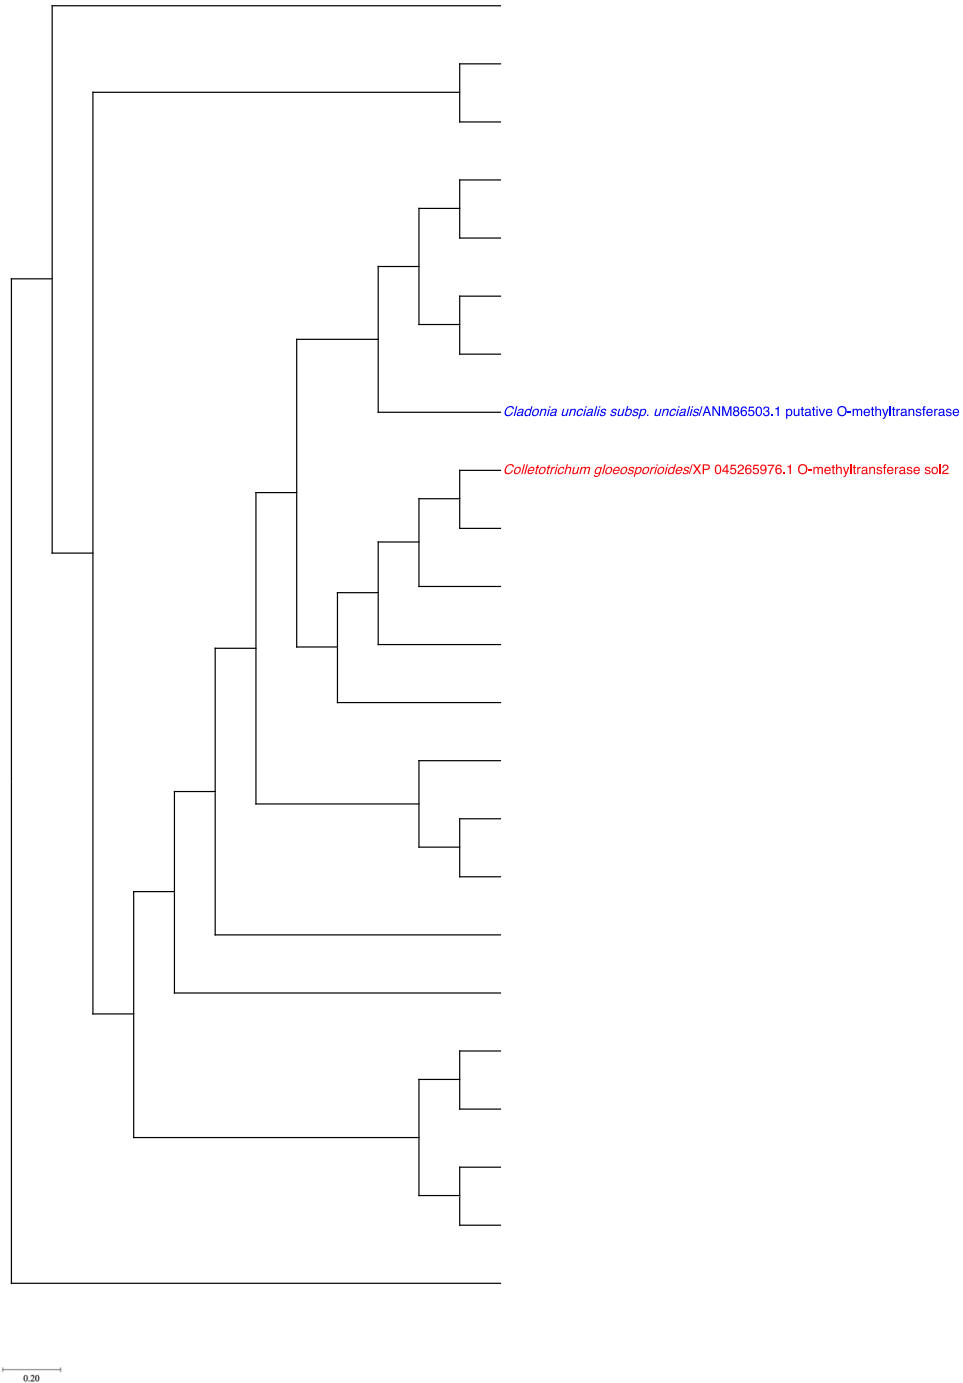 Cladonia uncialis subsp. uncialis/ANM86503.1 putative O-methyltransferase
Colletotrichum gloeosporioides/XP 045265976.1 O-methyltransferase sol2
0.20